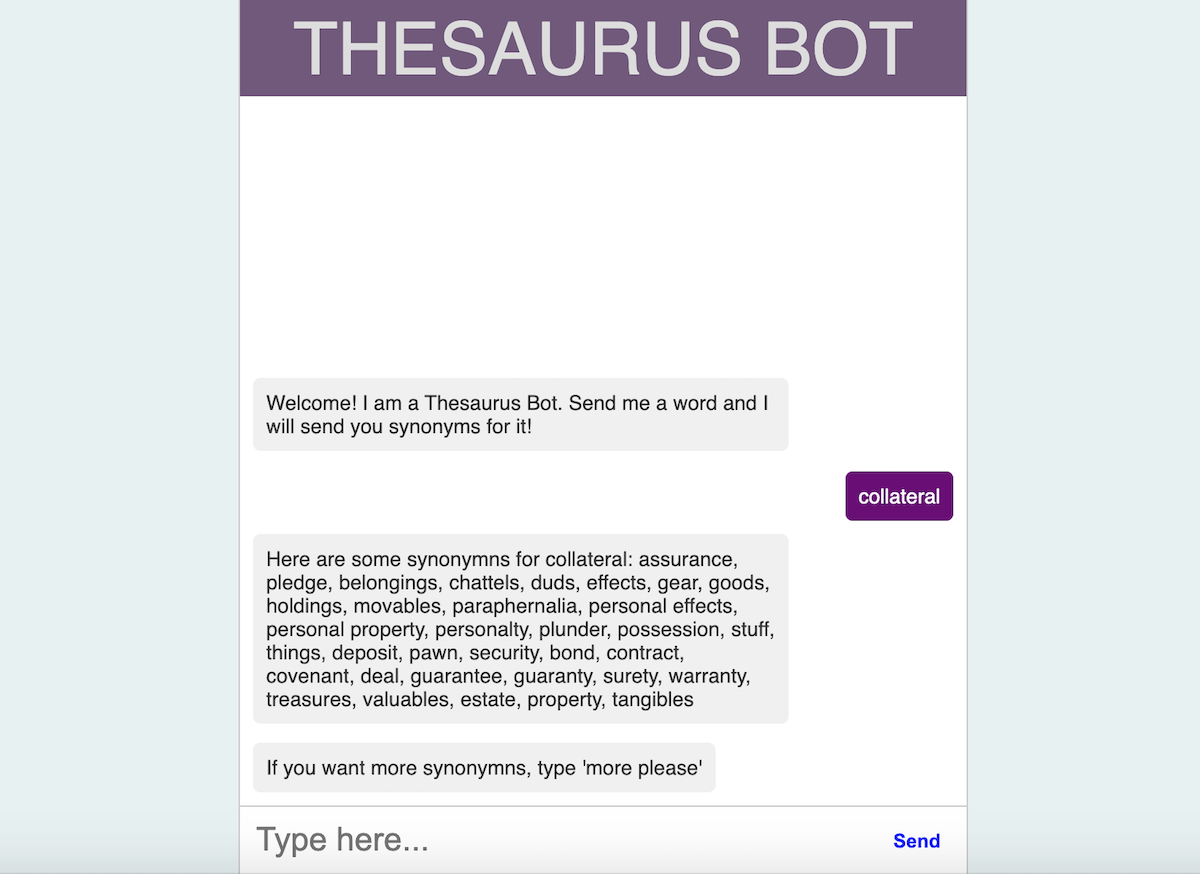 THESAURUS BOT
Welcome! I am a Thesaurus Bot. Send me a word and I
will send you synonyms for it!
collateral
Here are some synonymns for collateral: assurance,
pledge, belongings, chattels, duds, effects, gear, goods,
holdings, movables, paraphernalia, personal effects,
personal property, personalty, plunder, possession, stuff,
things, deposit, pawn, security, bond, contract,
covenant, deal, guarantee, guaranty, surety, warranty,
treasures, valuables, estate, property, tangibles
If you want more synonymns, type 'more please'
Type here...
Send